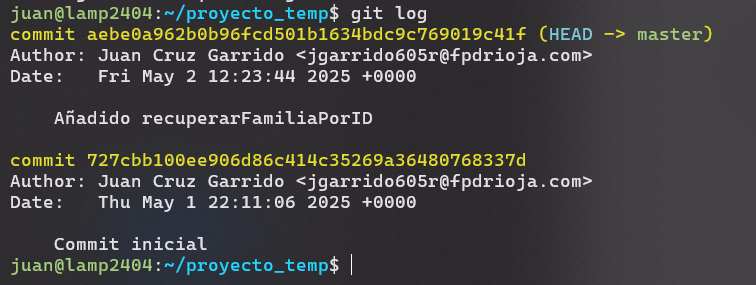 juan@lamp2404:~/proyecto_temp$ git log
commit aebe0a962b0b96fcd501b1634bdc9c769019c41f (HEAD -> master)
Author: Juan Cruz Garrido <jgarrido605r@fpdrioja.com>
Date:   Fri May 2 12:23:44 2025 +0000
    Añadido recuperarFamiliaPorID
commit 727cbb100ee906d86c414c35269a36480768337d
Author: Juan Cruz Garrido <jgarrido605r@fpdrioja.com>
Date:   Thu May 1 22:11:06 2025 +0000
    Commit inicial
juan@lamp2404:~/proyecto_temp$